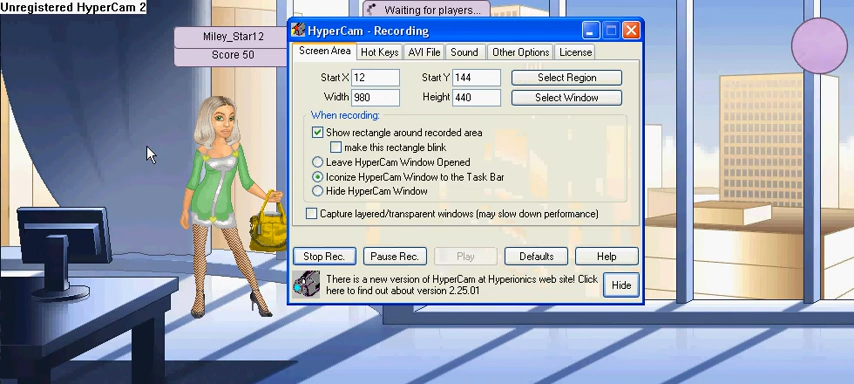 Unregistered HyperCam 2
Waiting for players...
Miley_Star12
Score 50
HyperCam - Recording
Screen Area
Hot Keys
AVI File
Sound
Other Options
License
Start X 12
Start Y 144
Select Region
Width 980
Height 440
Select Window
When recording:
Show rectangle around recorded area
make this rectangle blink
Leave HyperCam Window Opened
Iconize HyperCam Window to the Task Bar
Hide HyperCam Window
Capture layered/transparent windows (may slow down performance)
Stop Rec.
Pause Rec.
Play
Defaults
Help
There is a new version of HyperCam at Hyperionics web site! Click
here to find out about version 2.25.01
Hide